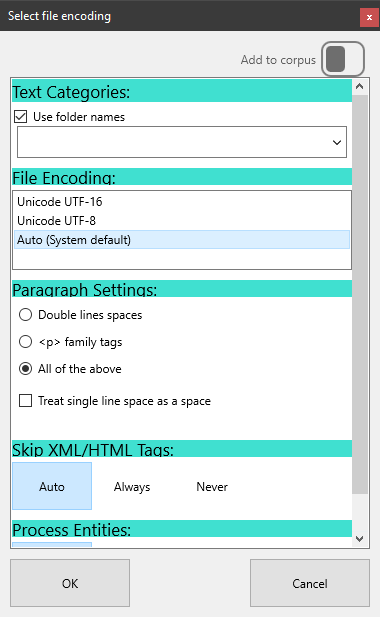 Select file encoding
x
Add to corpus
Text Categories:
Use folder names
File Encoding:
Unicode UTF-16
Unicode UTF-8
Auto (System default)
Paragraph Settings:
Double lines spaces
<p> family tags
All of the above
Treat single line space as a space
Skip XML/HTML Tags:
Auto Always Never
Process Entities:
OK Cancel